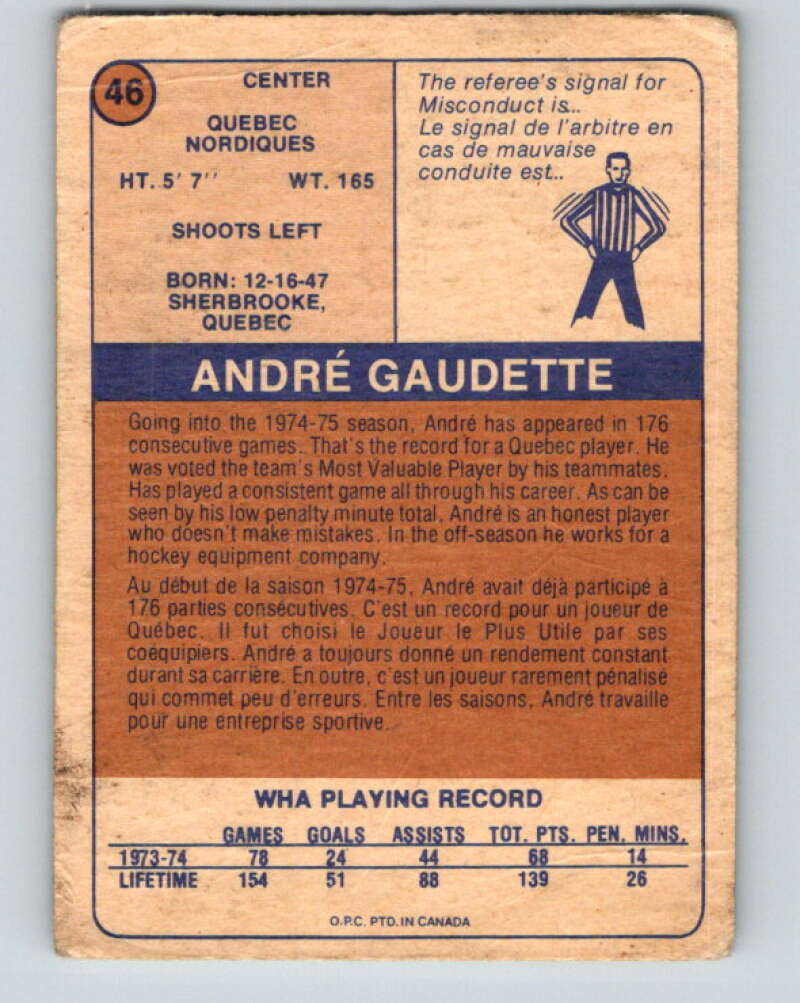 46
CENTER
QUEBEC
NORDIQUES
HT. 5' 7'' WT. 165
SHOOTS LEFT
BORN: 12-16-47
SHERBROOKE,
QUEBEC
The referee's signal for
Misconduct is...
Le signal de l'arbitre en
cas de mauvaise
conduite est..
ANDRÉ GAUDETTE
Going into the 1974-75 season, André has appeared in 176
consecutive games. That's the record for a Quebec player. He
was voted the team's Most Valuable Player by his teammates.
Has played a consistent game all through his career. As can be
seen by his low penalty minute total, André is an honest player
who doesn't make mistakes. In the off-season he works for a
hockey equipment company.
Au début de la saison 1974-75, André avait déjà participé à
176 parties consécutives. C'est un record pour un joueur de
Québec. Il fut choisi le Joueur le Plus Utile par ses
coéquipiers. André a toujours donné un rendement constant
durant sa carrière. En outre, c'est un joueur rarement pénalisé
qui commet peu d'erreurs. Entre les saisons, André travaille
pour une entreprise sportive.
WHA PLAYING RECORD
GAMES GOALS ASSISTS TOT. PTS. PEN. MINS.
1973-74 78 24 44 68 14
LIFETIME 154 51 88 139 26
O.P.C. PTD. IN CANADA